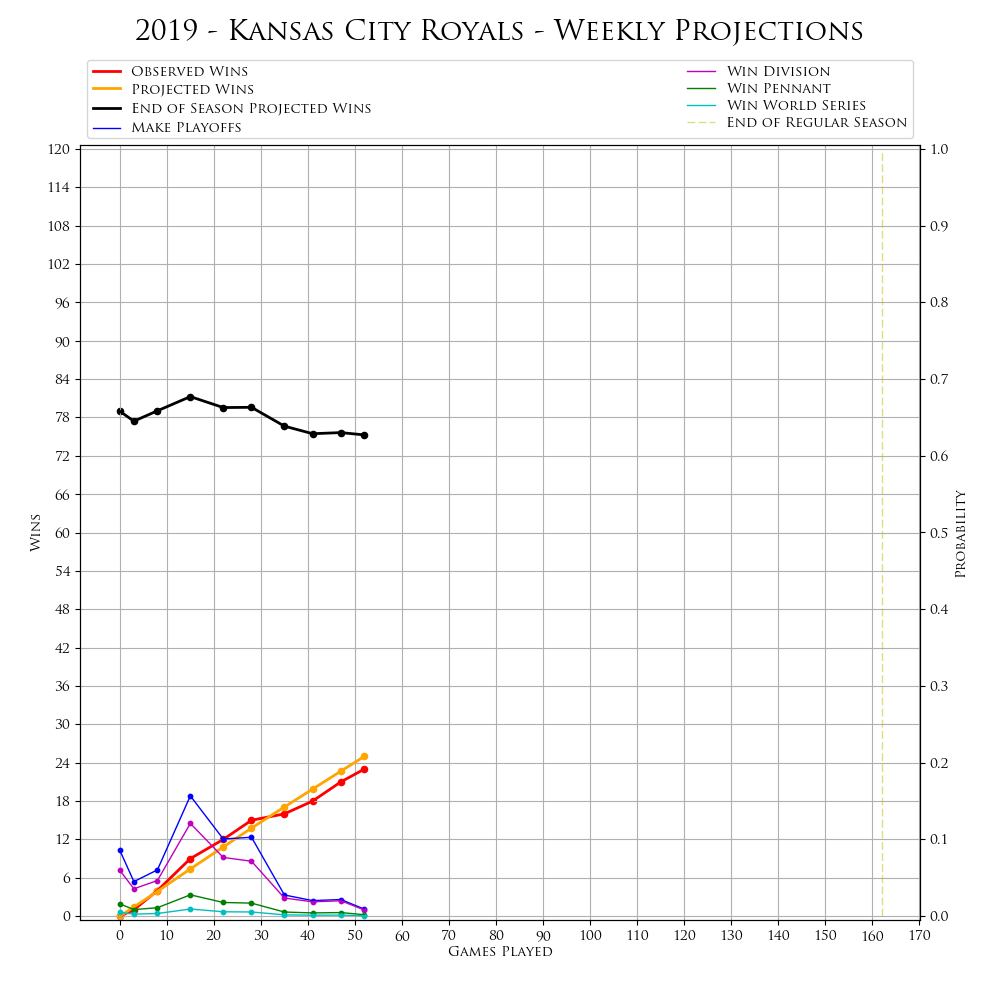 2019 - Kansas City Royals - Weekly Projections
Observed Wins
Projected Wins
End of Season Projected Wins
Make Playoffs
Win Division
Win Pennant
Win World Series
End of Regular Season
120
114
108
102
96
90
84
78
72
66
60
54
48
42
36
30
24
18
12
6
0
Wins
1.0
0.9
0.8
0.7
0.6
0.5
0.4
0.3
0.2
0.1
0.0
Probability
0 10 20 30 40 50 60 70 80 90 100 110 120 130 140 150 160 170
Games Played